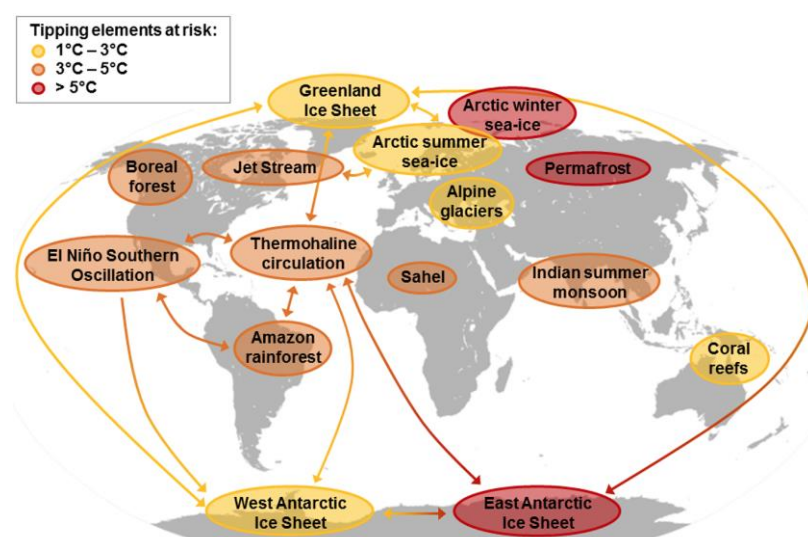 Tipping elements at risk:
1°C – 3°C
3°C – 5°C
> 5°C
Greenland
Ice Sheet
Arctic winter
sea-ice
Arctic summer
sea-ice
Boreal
forest
Jet Stream
Permafrost
Alpine
glaciers
El Niño Southern
Oscillation
Thermohaline
circulation
Sahel
Indian summer
monsoon
Amazon
rainforest
Coral
reefs
West Antarctic
Ice Sheet
East Antarctic
Ice Sheet